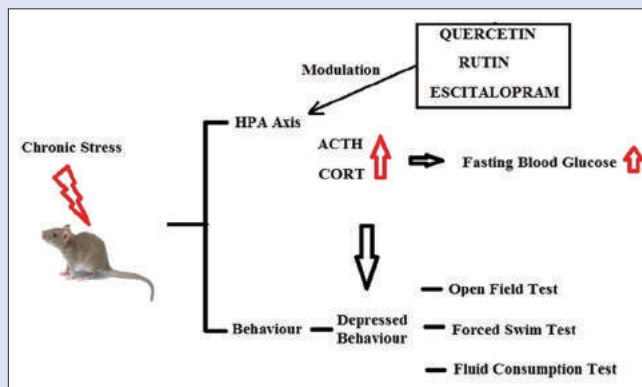 QUERCETIN
RUTIN
ESCITALOPRAM
Modulation
HPA Axis
Chronic Stress
ACTH
CORT
Fasting Blood Glucose
Open Field Test
Behaviour
Depressed
Behaviour
Forced Swim Test
Fluid Consumption Test